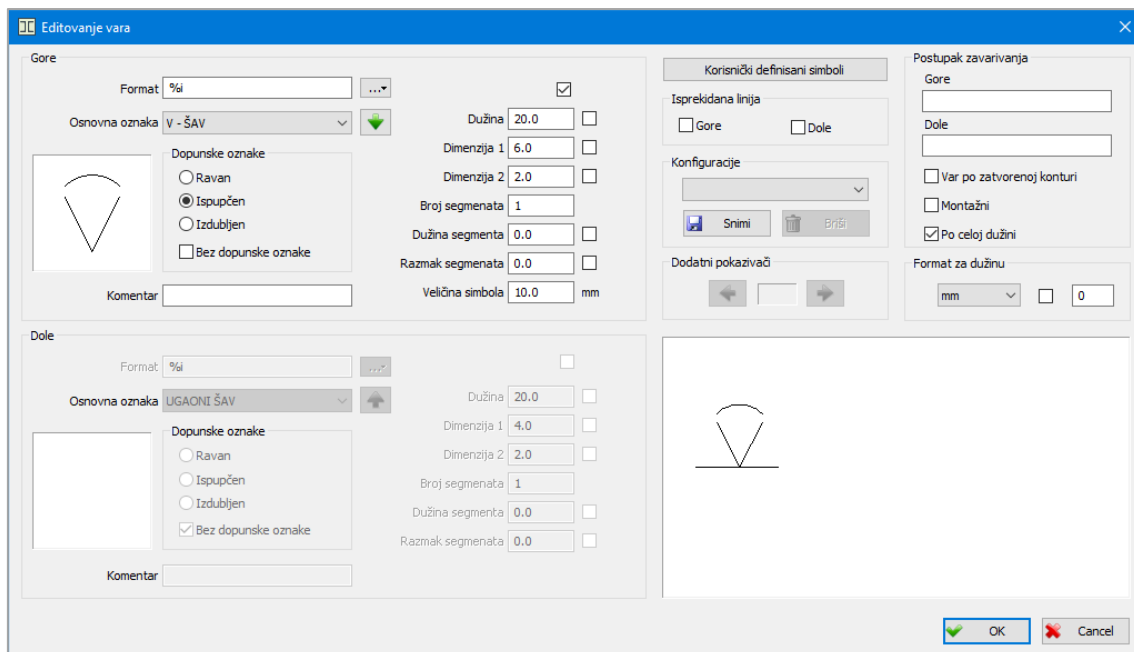 Editovanje vara
Gore
Format %i ...
Osnovna oznaka V - ŠAV
Dopunske oznake
Ravan
Ispupčen
Izdubljen
Bez dopunske oznake
Komentar
Dužina 20.0
Dimenzija 1 6.0
Dimenzija 2 2.0
Broj segmenata 1
Dužina segmenta 0.0
Razmak segmenata 0.0
Veličina simbola 10.0 mm
Korisnički definisani simboli
Isprekidana linija
Gore Dole
Konfiguracije
Snimi Briši
Dodatni pokazivači
Postupak zavarivanja
Gore
Dole
Var po zatvorenoj konturi
Montažni
Po celoj dužini
Format za dužinu
mm 0
Dole
Format %i ...
Osnovna oznaka UGAONI ŠAV
Dopunske oznake
Ravan
Ispupčen
Izdubljen
Bez dopunske oznake
Komentar
Dužina 20.0
Dimenzija 1 4.0
Dimenzija 2 2.0
Broj segmenata 1
Dužina segmenta 0.0
Razmak segmenata 0.0
OK Cancel